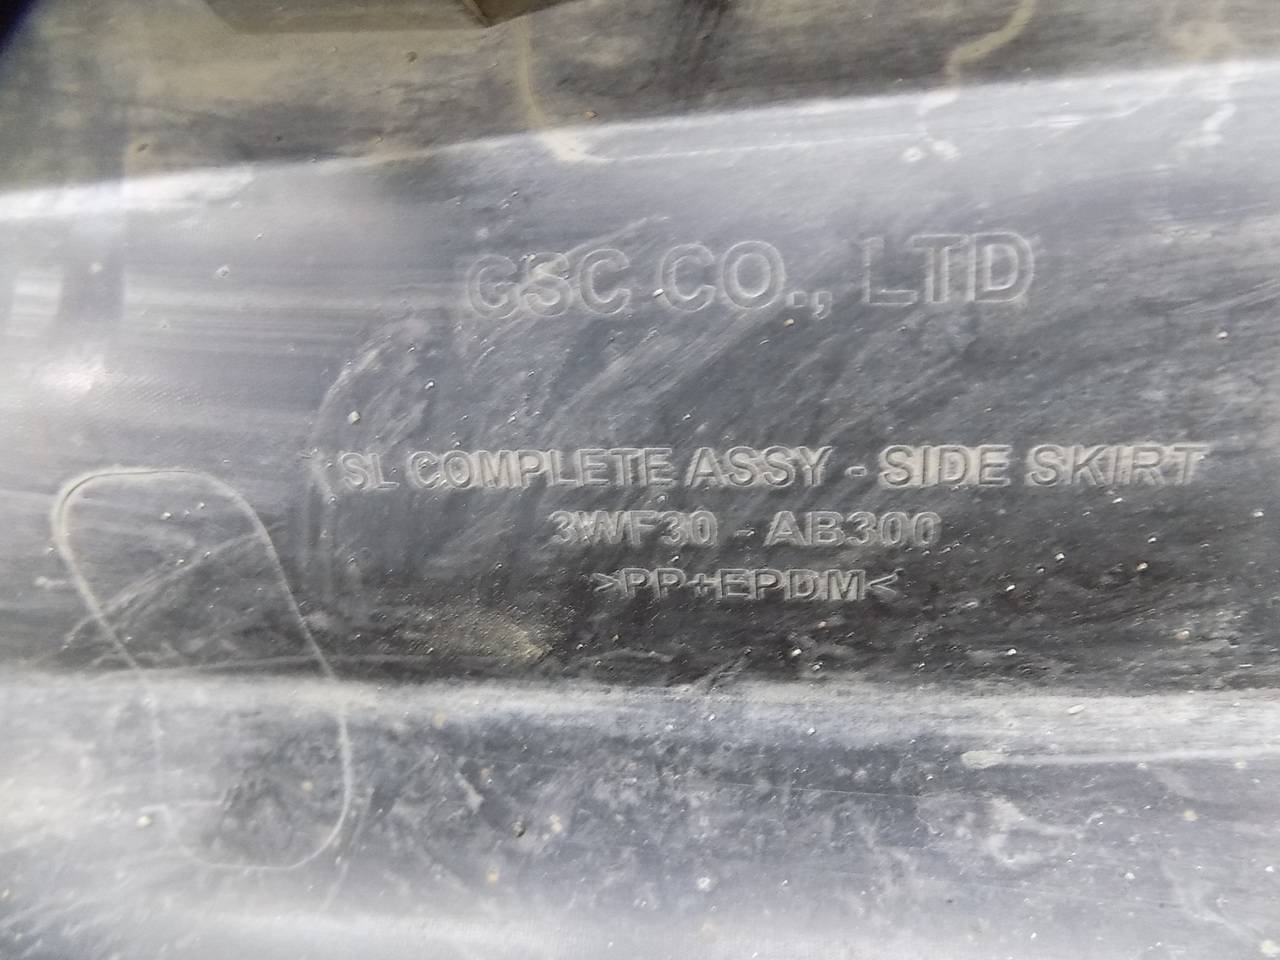 GSC CO., LTD
SL COMPLETE ASSY - SIDE SKIRT
3WF30 - AB300
>PP+EPDM<